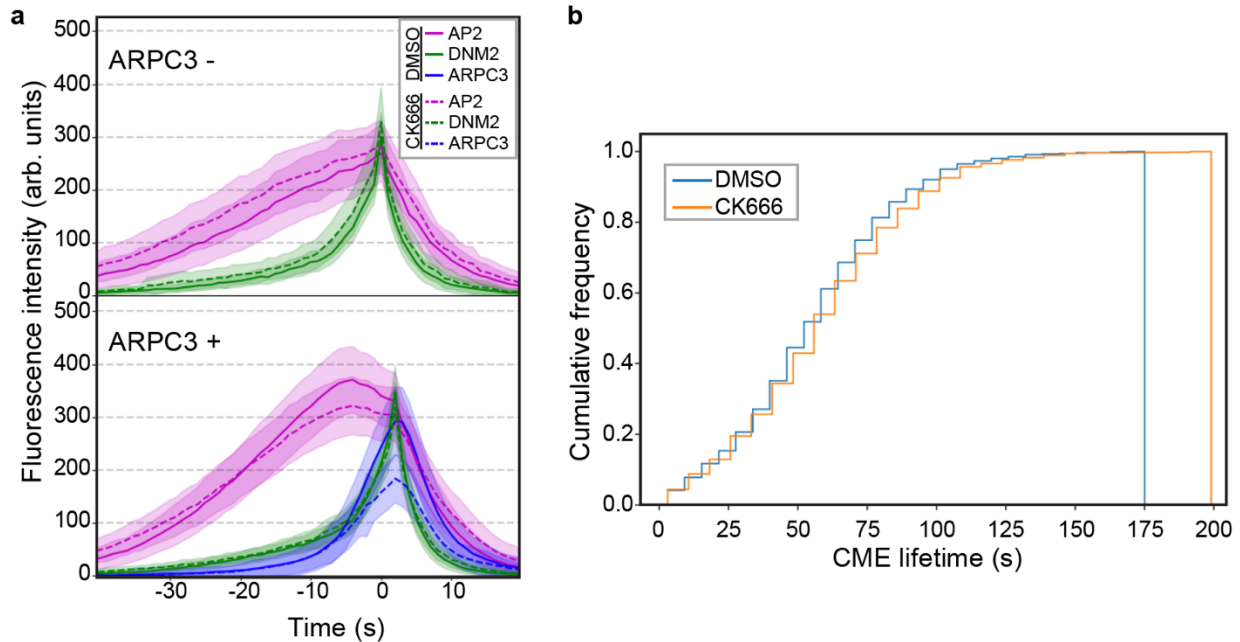 a
Fluorescence intensity (arb. units)
500
400
300
200
100
0
ARPC3 -
DMSO
AP2
DNM2
ARPC3
CK666
AP2
DNM2
ARPC3
500
400
300
200
100
0
ARPC3 +
-30 -20 -10 0 10
Time (s)
b
Cumulative frequency
1.0
0.8
0.6
0.4
0.2
0.0
DMSO
CK666
0 25 50 75 100 125 150 175 200
CME lifetime (s)